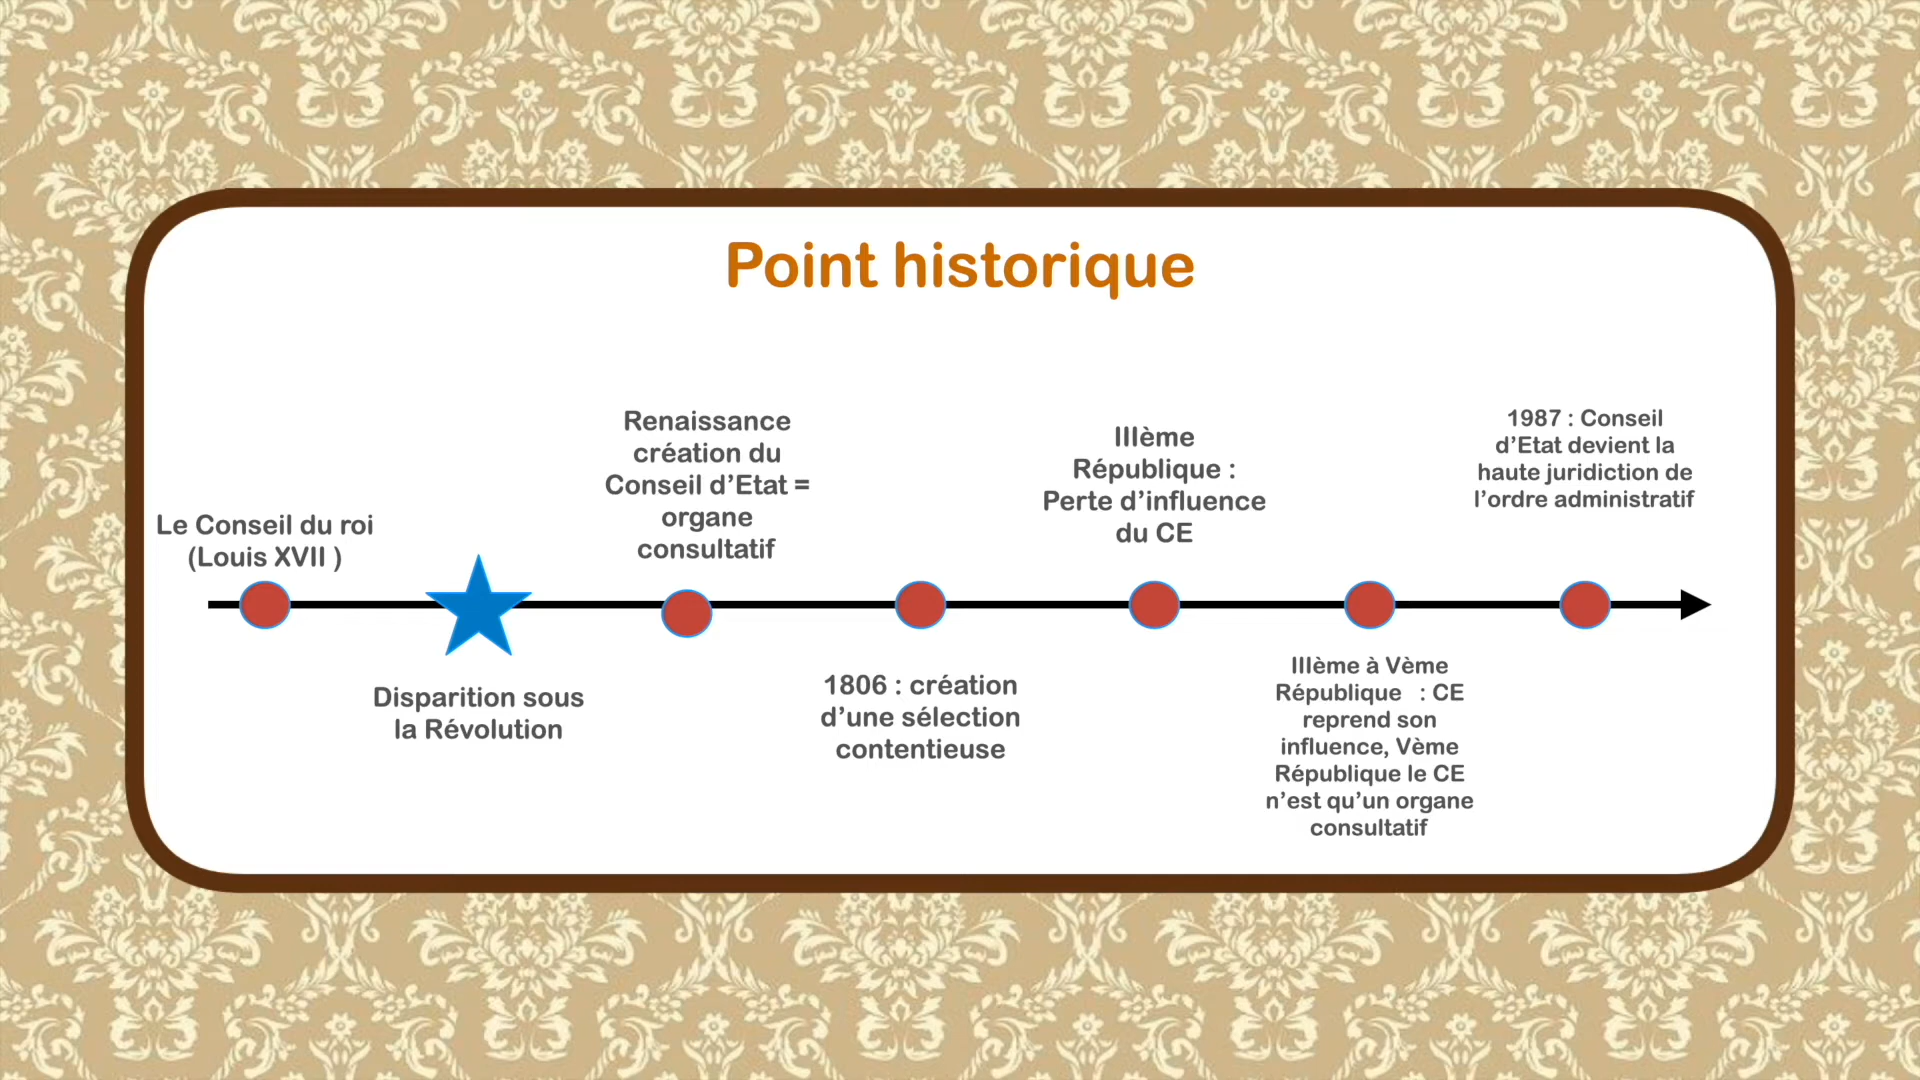 Point historique
Le Conseil du roi
(Louis XVII )
Disparition sous
la Révolution
Renaissance
création du
Conseil d’Etat =
organe
consultatif
1806 : création
d’une sélection
contentieuse
IIIème
République :
Perte d’influence
du CE
IIIème à Vème
République   : CE
reprend son
influence, Vème
République le CE
n’est qu’un organe
consultatif
1987 : Conseil
d’Etat devient la
haute juridiction de
l’ordre administratif